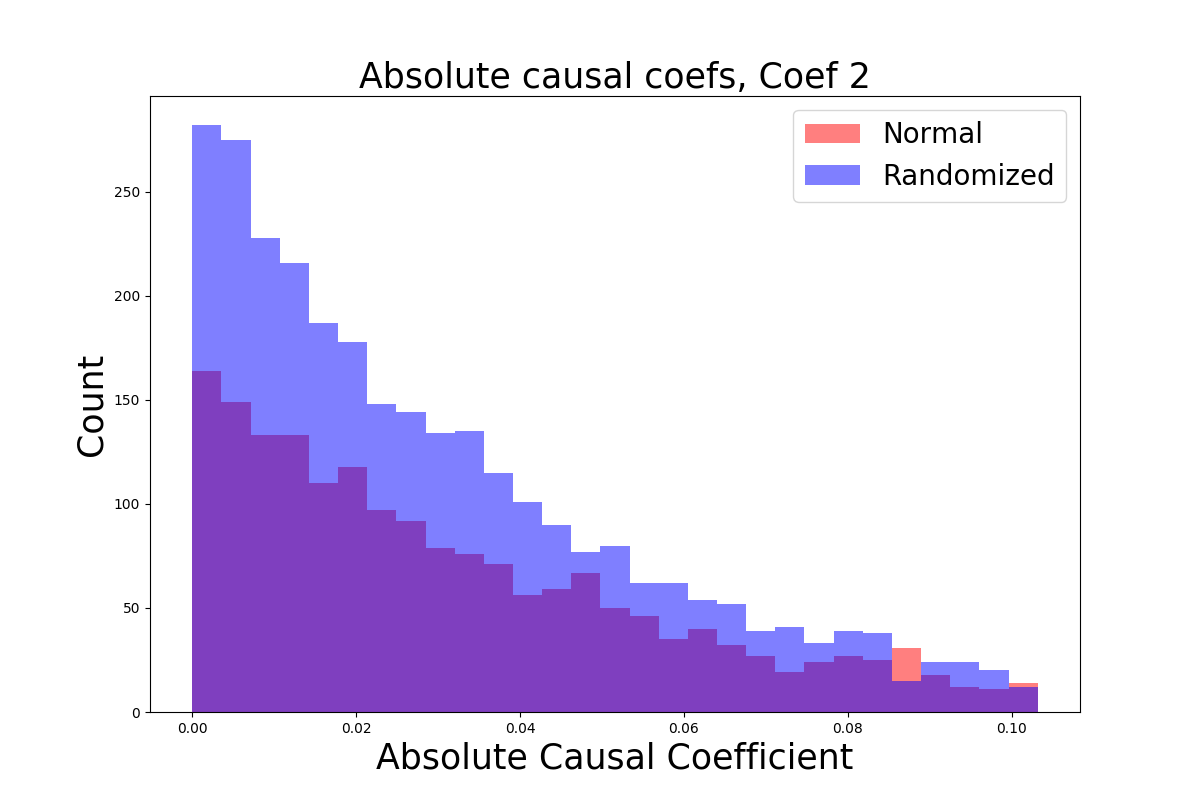 Absolute causal coefs, Coef 2
Normal
Randomized
250
200
150
100
50
0
Count
0.00 0.02 0.04 0.06 0.08 0.10
Absolute Causal Coefficient